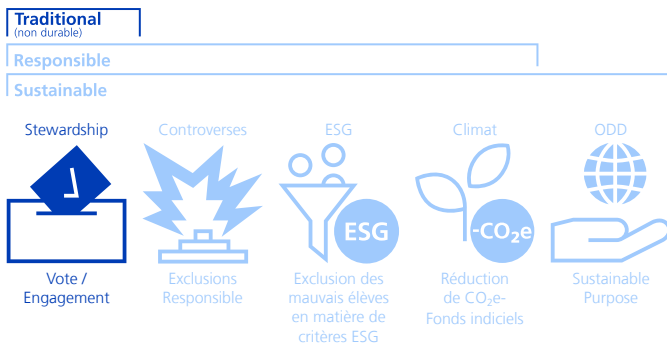 Traditional
(non durable)
Responsible
Sustainable
Stewardship
Controverses
ESG
Climat
ODD
ESG
-CO₂e
Vote /
Engagement
Exclusions
Responsible
Exclusion des
mauvais élèves
en matière de
critères ESG
Réduction
de CO₂e-
Fonds indiciels
Sustainable
Purpose